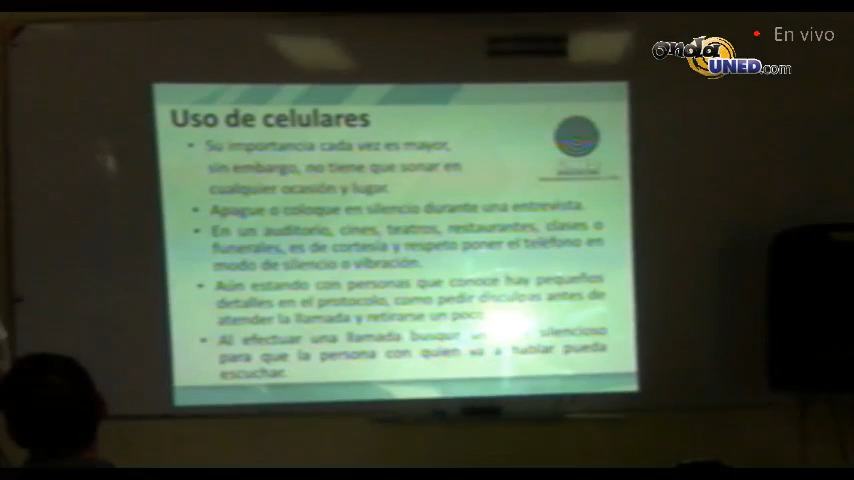 En vivo
onda
UNED.com
Uso de celulares
• Su importancia cada vez es mayor,
sin embargo, no tiene que sonar en
cualquier ocasión y lugar.
• Apague o coloque en silencio durante una entrevista.
• En un auditorio, cines, teatros, restaurantes, clases o
funerales, es de cortesía y respeto poner el teléfono en
modo de silencio o vibración.
• Aún estando con personas que conoce hay pequeños
detalles en el protocolo, como pedir disculpas antes de
atender la llamada y retirarse un poco
• Al efectuar una llamada busque silencioso
para que la persona con quien va a hablar pueda
escuchar.